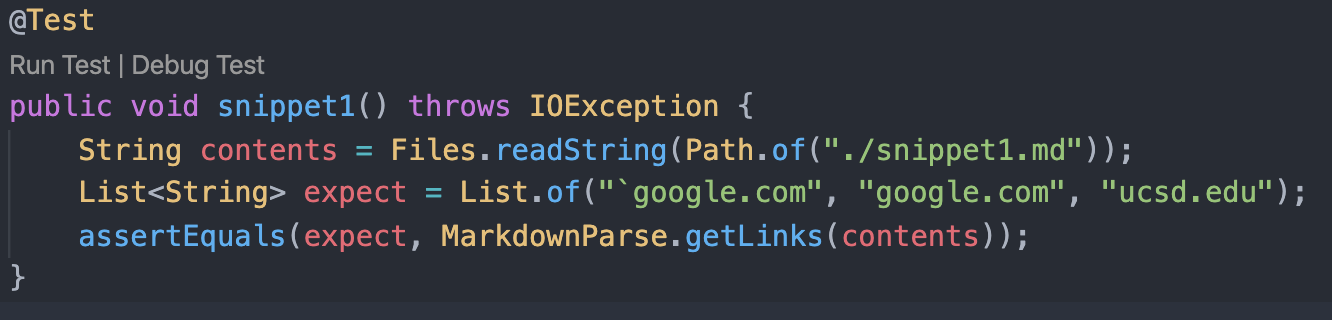 @Test
Run Test | Debug Test
public void snippet1() throws IOException {
    String contents = Files.readString(Path.of("./snippet1.md"));
    List<String> expect = List.of("`google.com", "google.com", "ucsd.edu");
    assertEquals(expect, MarkdownParse.getLinks(contents));
}